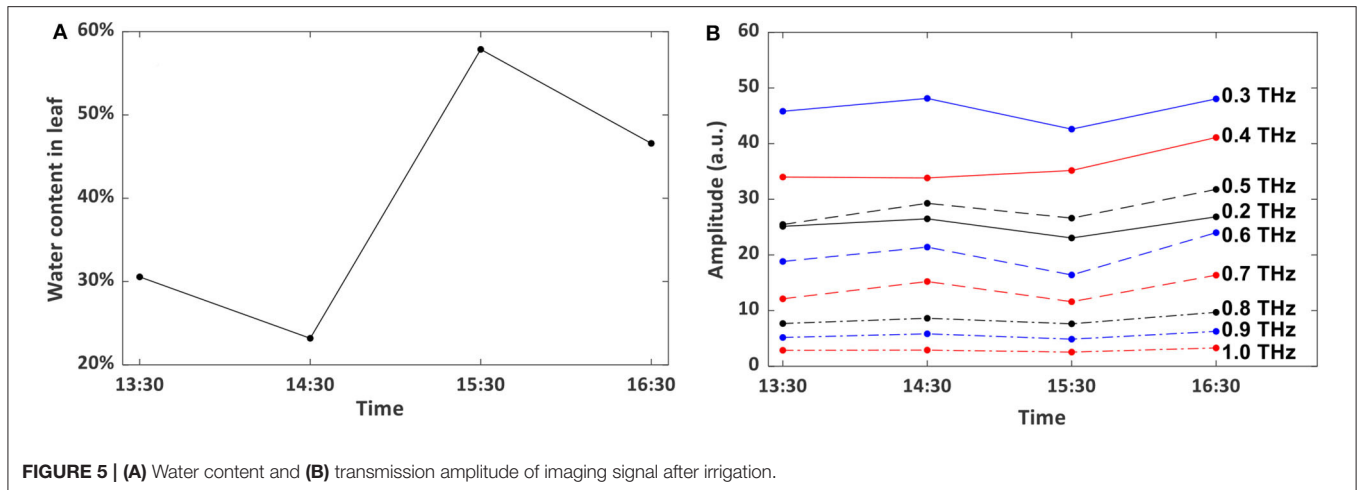 A
60%
50%
40%
30%
20%
Water content in leaf
13:30 14:30 15:30 16:30
Time
B
60
50
40
30
20
10
0
Amplitude (a.u.)
0.3 THz
0.4 THz
0.5 THz
0.2 THz
0.6 THz
0.7 THz
0.8 THz
0.9 THz
1.0 THz
13:30 14:30 15:30 16:30
Time
FIGURE 5 | (A) Water content and (B) transmission amplitude of imaging signal after irrigation.